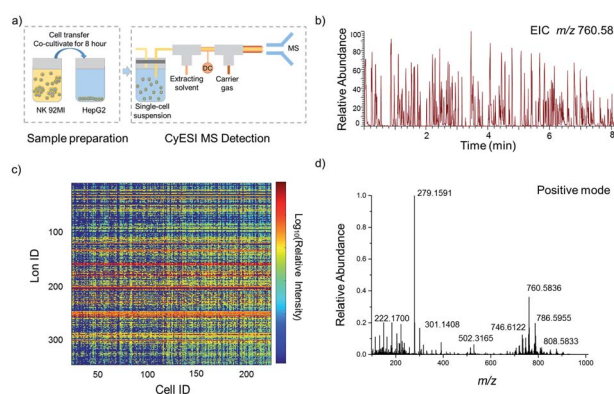 a)
Cell transfer
Co-cultivate for 8 hour
NK 92MI
HepG2
Sample preparation
MS
DC
Extracting
solvent
Carrier
gas
Single-cell
suspension
CyESI MS Detection
b)
EIC m/z 760.58
Relative Abundance
100
80
60
40
20
0
2
4
6
8
Time (min)
c)
Lon ID
100
200
300
50
100
150
200
Cell ID
Log10(Relative Intensity)
d)
Positive mode
Relative Abundance
1.0
0.8
0.6
0.4
0.2
0.0
279.1591
222.1700
301.1408
502.3165
746.6122
760.5836
786.5955
808.5833
200
400
600
800
1000
m/z